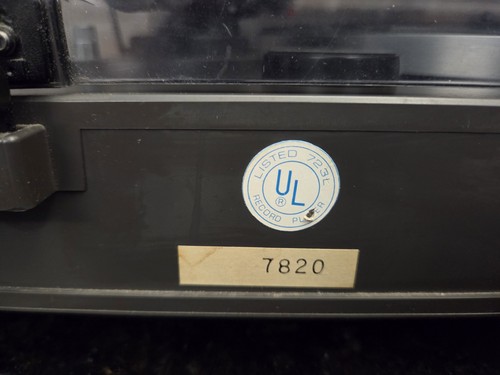 LISTED 723L
UL
®
RECORD PLAYER
7820